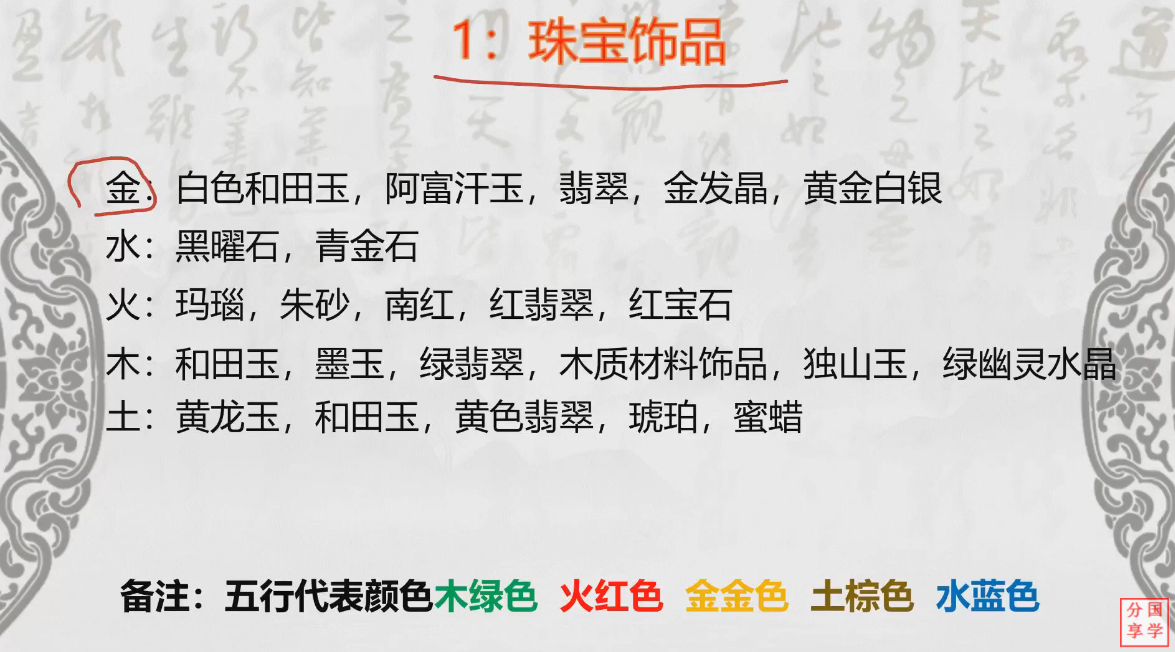 1：珠宝饰品
金：白色和田玉，阿富汗玉，翡翠，金发晶，黄金白银
水：黑曜石，青金石
火：玛瑙，朱砂，南红，红翡翠，红宝石
木：和田玉，墨玉，绿翡翠，木质材料饰品，独山玉，绿幽灵水晶
土：黄龙玉，和田玉，黄色翡翠，琥珀，蜜蜡
备注：五行代表颜色木绿色 火红色 金金色 土棕色 水蓝色
国学分享